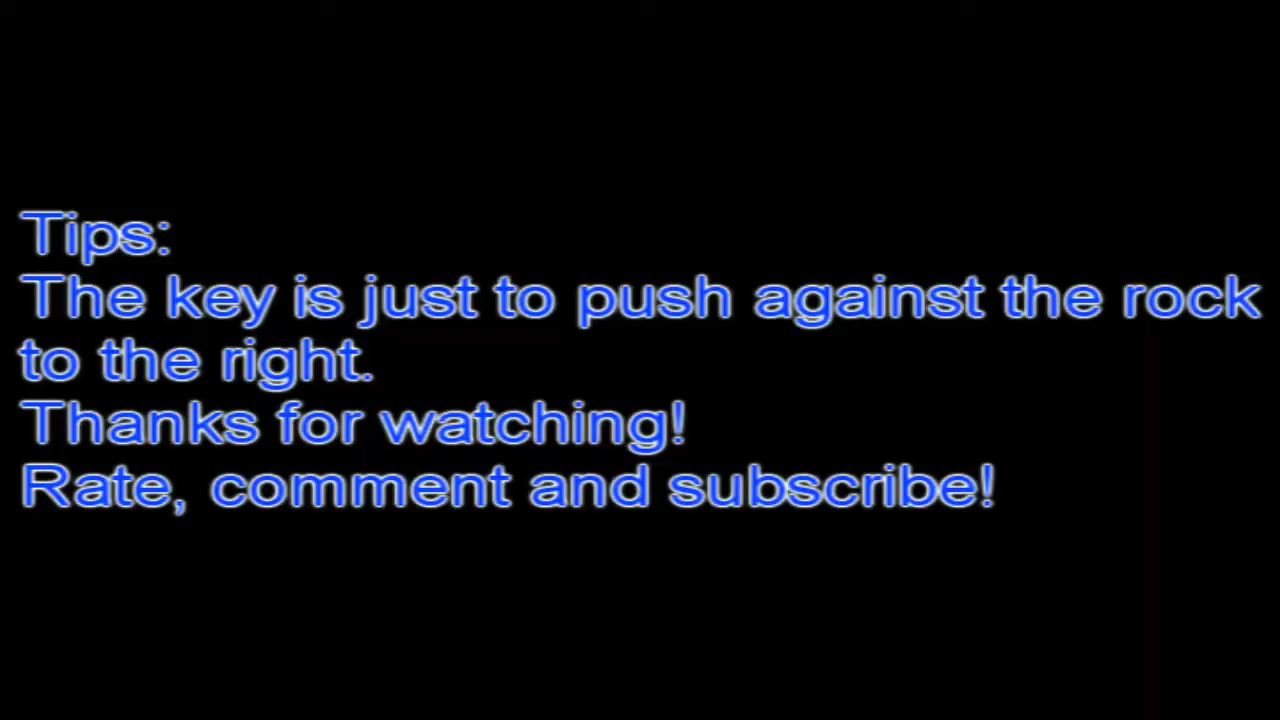 Tips:
The key is just to push against the rock
to the right.
Thanks for watching!
Rate, comment and subscribe!